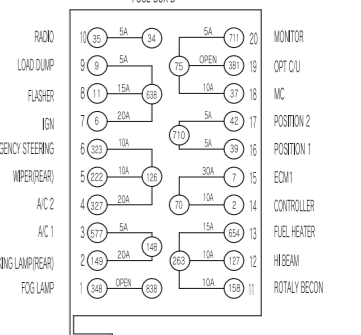 RADIO 10 35 5A 34 5A 711 20 MONITOR
LOAD DUMP 9 9 5A 75 OPEN 381 19 OPT C/U
FLASHER 8 11 15A 638 10A 37 18 MC
IGN 7 6 20A 5A 42 17 POSITION 2
GENCY STEERING 6 323 10A 710 5A 39 16 POSITION 1
WIPER(REAR) 5 222 10A 126 30A 7 15 ECM1
A/C 2 4 327 20A 70 10A 2 14 CONTROLLER
A/C 1 3 577 5A 15A 654 13 FUEL HEATER
KING LAMP(REAR) 2 149 20A 148 263 10A 127 12 HI BEAM
FOG LAMP 1 348 OPEN 838 10A 158 11 ROTALY BECON